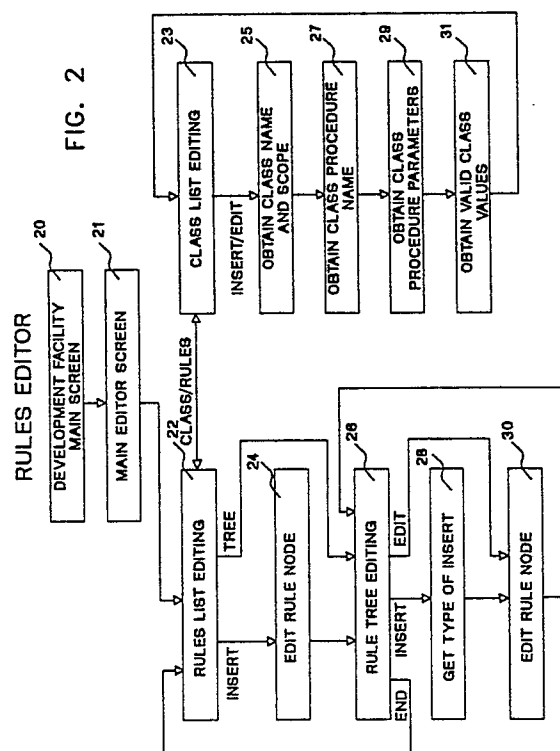 RULES EDITOR
FIG. 2
20
DEVELOPMENT FACILITY
MAIN SCREEN
21
MAIN EDITOR SCREEN
22
RULES LIST EDITING
CLASS/RULES
INSERT
TREE
24
EDIT RULE NODE
26
RULE TREE EDITING
END
INSERT
EDIT
28
GET TYPE OF INSERT
30
EDIT RULE NODE
23
CLASS LIST EDITING
INSERT/EDIT
25
OBTAIN CLASS NAME
AND SCOPE
27
OBTAIN CLASS PROCEDURE
NAME
29
OBTAIN CLASS
PROCEDURE PARAMETERS
31
OBTAIN VALID CLASS
VALUES